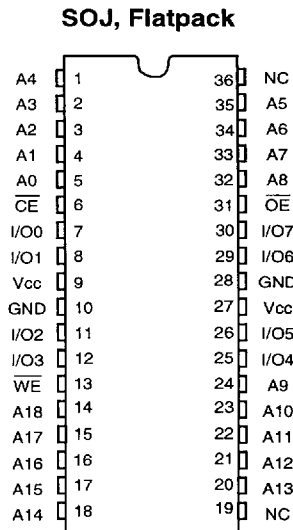 SOJ, Flatpack
A4 1 36 NC
A3 2 35 A5
A2 3 34 A6
A1 4 33 A7
A0 5 32 A8
CE 6 31 OE
I/O0 7 30 I/O7
I/O1 8 29 I/O6
Vcc 9 28 GND
GND 10 27 Vcc
I/O2 11 26 I/O5
I/O3 12 25 I/O4
WE 13 24 A9
A18 14 23 A10
A17 15 22 A11
A16 16 21 A12
A15 17 20 A13
A14 18 19 NC